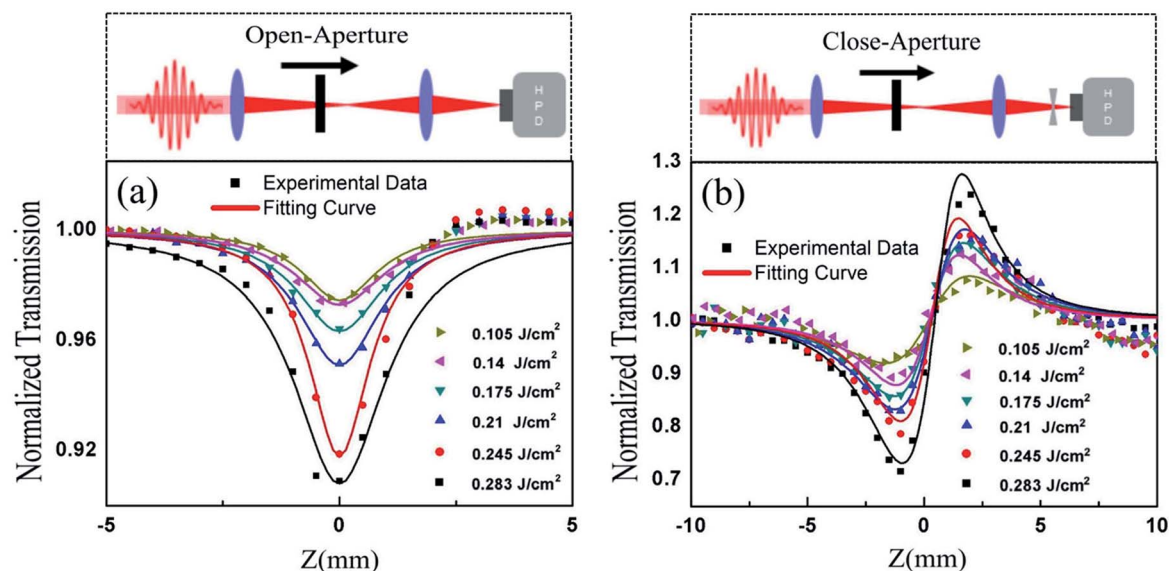 Open-Aperture
H
P
D
(a)
Experimental Data
Fitting Curve
1.00
0.96
0.92
Normalized Transmission
0.105 J/cm²
0.14 J/cm²
0.175 J/cm²
0.21 J/cm²
0.245 J/cm²
0.283 J/cm²
-5
0
5
Z(mm)
Close-Aperture
H
P
D
(b)
Experimental Data
Fitting Curve
1.3
1.2
1.1
1.0
0.9
0.8
0.7
Normalized Transmission
0.105 J/cm²
0.14 J/cm²
0.175 J/cm²
0.21 J/cm²
0.245 J/cm²
0.283 J/cm²
-10
-5
0
5
10
Z(mm)